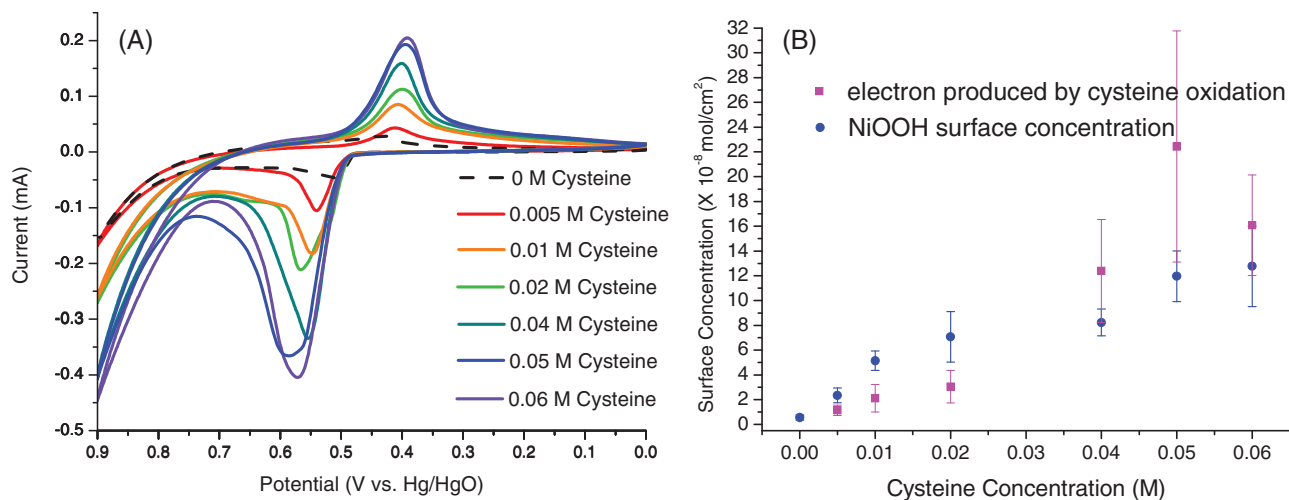 (A)
0.2
0.1
0.0
-0.1
-0.2
-0.3
-0.4
-0.5
Current (mA)
0 M Cysteine
0.005 M Cysteine
0.01 M Cysteine
0.02 M Cysteine
0.04 M Cysteine
0.05 M Cysteine
0.06 M Cysteine
0.9 0.8 0.7 0.6 0.5 0.4 0.3 0.2 0.1 0.0
Potential (V vs. Hg/HgO)
(B)
32
30
28
26
24
22
20
18
16
14
12
10
8
6
4
2
0
Surface Concentration (X 10⁻⁸ mol/cm²)
electron produced by cysteine oxidation
NiOOH surface concentration
0.00 0.01 0.02 0.03 0.04 0.05 0.06
Cysteine Concentration (M)